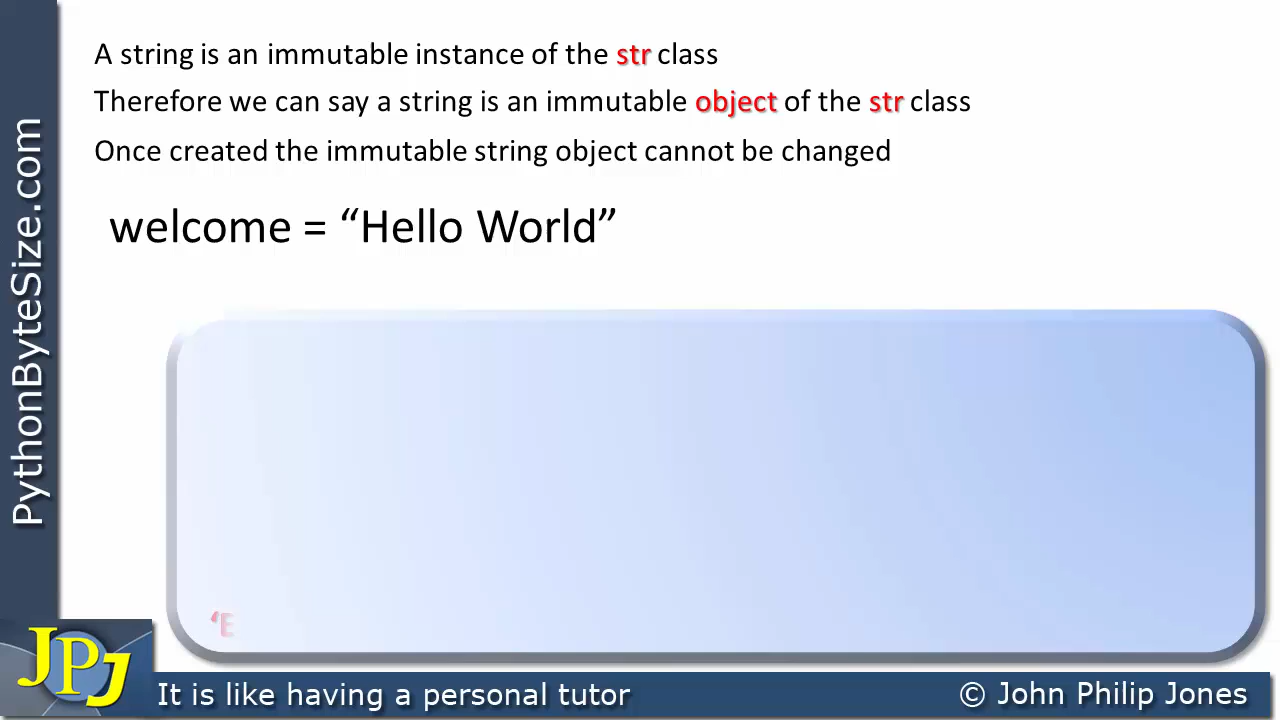 A string is an immutable instance of the str class
Therefore we can say a string is an immutable object of the str class
Once created the immutable string object cannot be changed
welcome = “Hello World”
PythonByteSize.com
‘E
JPJ
It is like having a personal tutor
© John Philip Jones